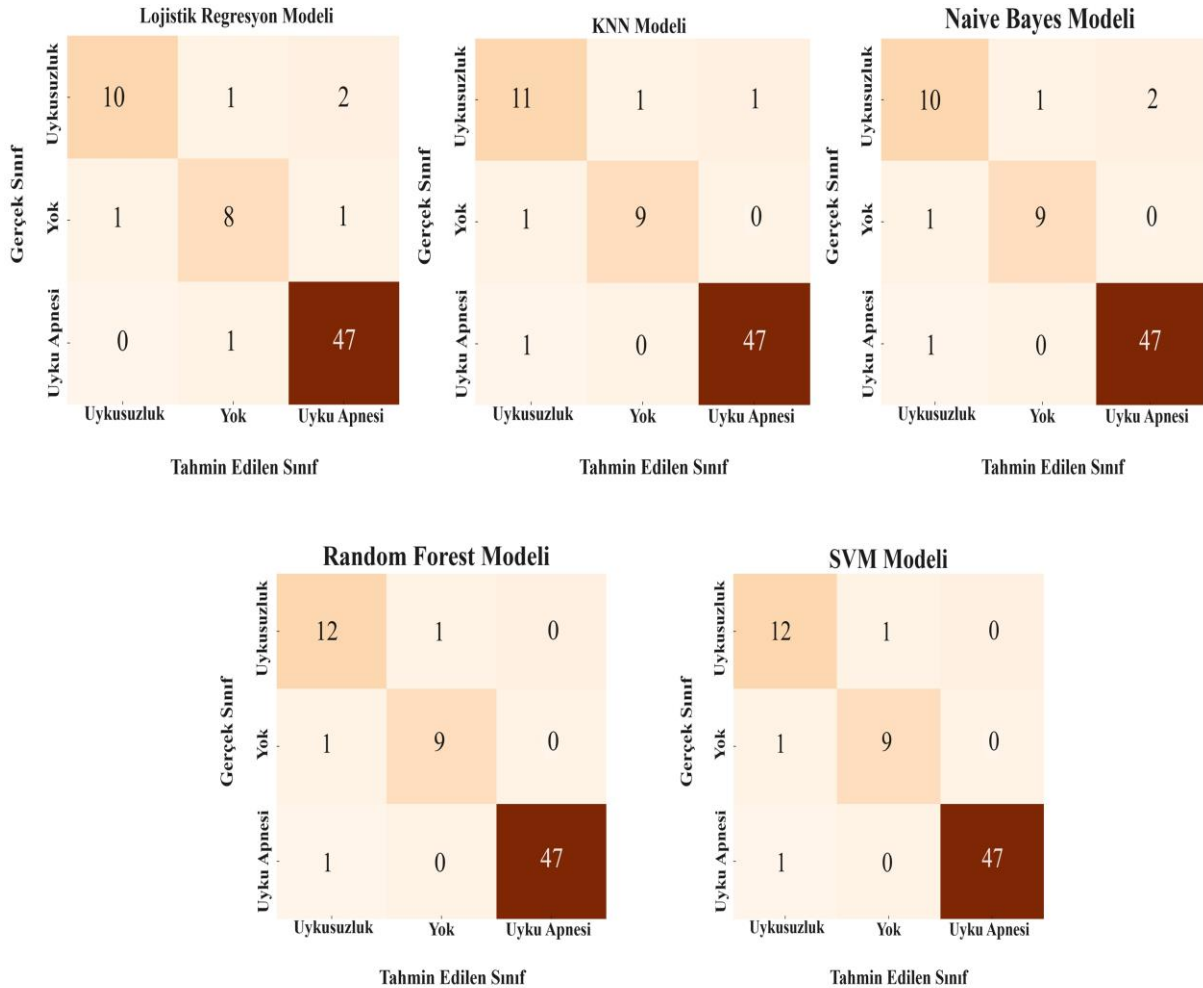 Lojistik Regresyon Modeli
Gerçek Sınıf
Uykusuzluk
10 1 2
Yok
1 8 1
Uyku Apnesi
0 1 47
Uykusuzluk Yok Uyku Apnesi
Tahmin Edilen Sınıf
KNN Modeli
Gerçek Sınıf
Uykusuzluk
11 1 1
Yok
1 9 0
Uyku Apnesi
1 0 47
Uykusuzluk Yok Uyku Apnesi
Tahmin Edilen Sınıf
Naive Bayes Modeli
Gerçek Sınıf
Uykusuzluk
10 1 2
Yok
1 9 0
Uyku Apnesi
1 0 47
Uykusuzluk Yok Uyku Apnesi
Tahmin Edilen Sınıf
Random Forest Modeli
Gerçek Sınıf
Uykusuzluk
12 1 0
Yok
1 9 0
Uyku Apnesi
1 0 47
Uykusuzluk Yok Uyku Apnesi
Tahmin Edilen Sınıf
SVM Modeli
Gerçek Sınıf
Uykusuzluk
12 1 0
Yok
1 9 0
Uyku Apnesi
1 0 47
Uykusuzluk Yok Uyku Apnesi
Tahmin Edilen Sınıf